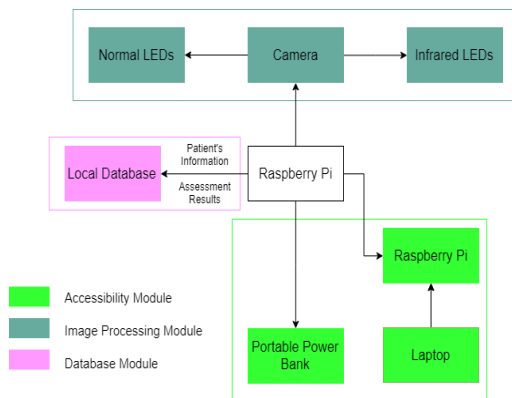 Normal LEDs
Camera
Infrared LEDs
Patient's
Information
Local Database
Raspberry Pi
Assessment
Results
Raspberry Pi
Accessibility Module
Image Processing Module
Portable Power
Bank
Laptop
Database Module